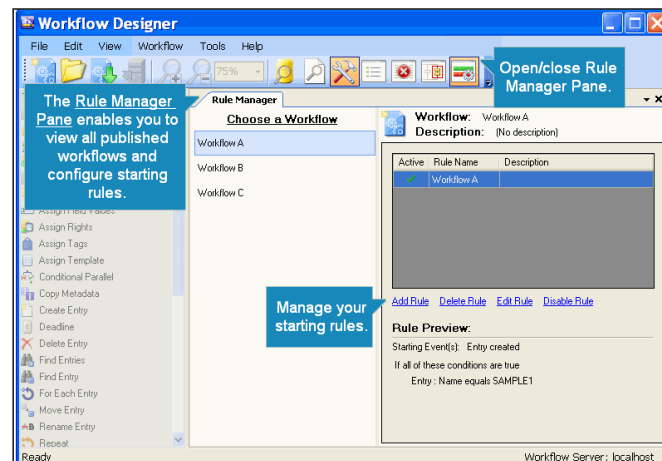 Workflow Designer
File Edit View Workflow Tools Help
75%
Open/close Rule
Manager Pane.
The Rule Manager
Pane enables you to
view all published
workflows and
configure starting
rules.
Rule Manager
Choose a Workflow
Workflow A
Workflow B
Workflow C
Workflow: Workflow A
Description: (No description)
Active Rule Name Description
Workflow A
Add Rule Delete Rule Edit Rule Disable Rule
Manage your
starting rules.
Rule Preview:
Starting Event(s): Entry created
If all of these conditions are true
Entry : Name equals SAMPLE1
Assign Field Values
Assign Rights
Assign Tags
Assign Template
Conditional Parallel
Copy Metadata
Create Entry
Deadline
Delete Entry
Find Entries
Find Entry
For Each Entry
Move Entry
Rename Entry
Repeat
Ready
Workflow Server: localhost